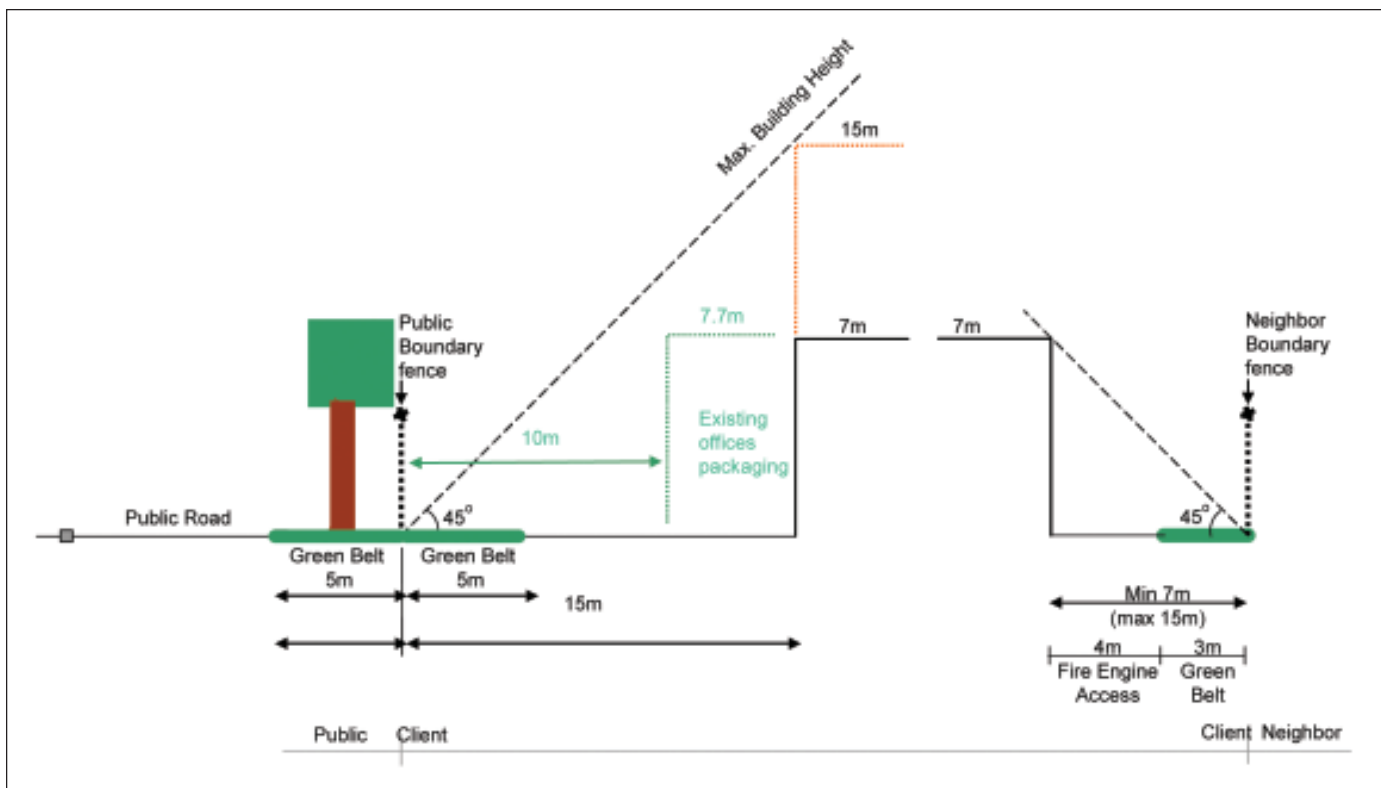 Max. Building Height
15m
7.7m
Public
Boundary
fence
7m
7m
Neighbor
Boundary
fence
Existing
offices
packaging
10m
Public Road
45°
45°
Green Belt
5m
Green Belt
5m
15m
Min 7m
(max 15m)
4m
3m
Fire Engine
Access
Green
Belt
Public
Client
Client
Neighbor